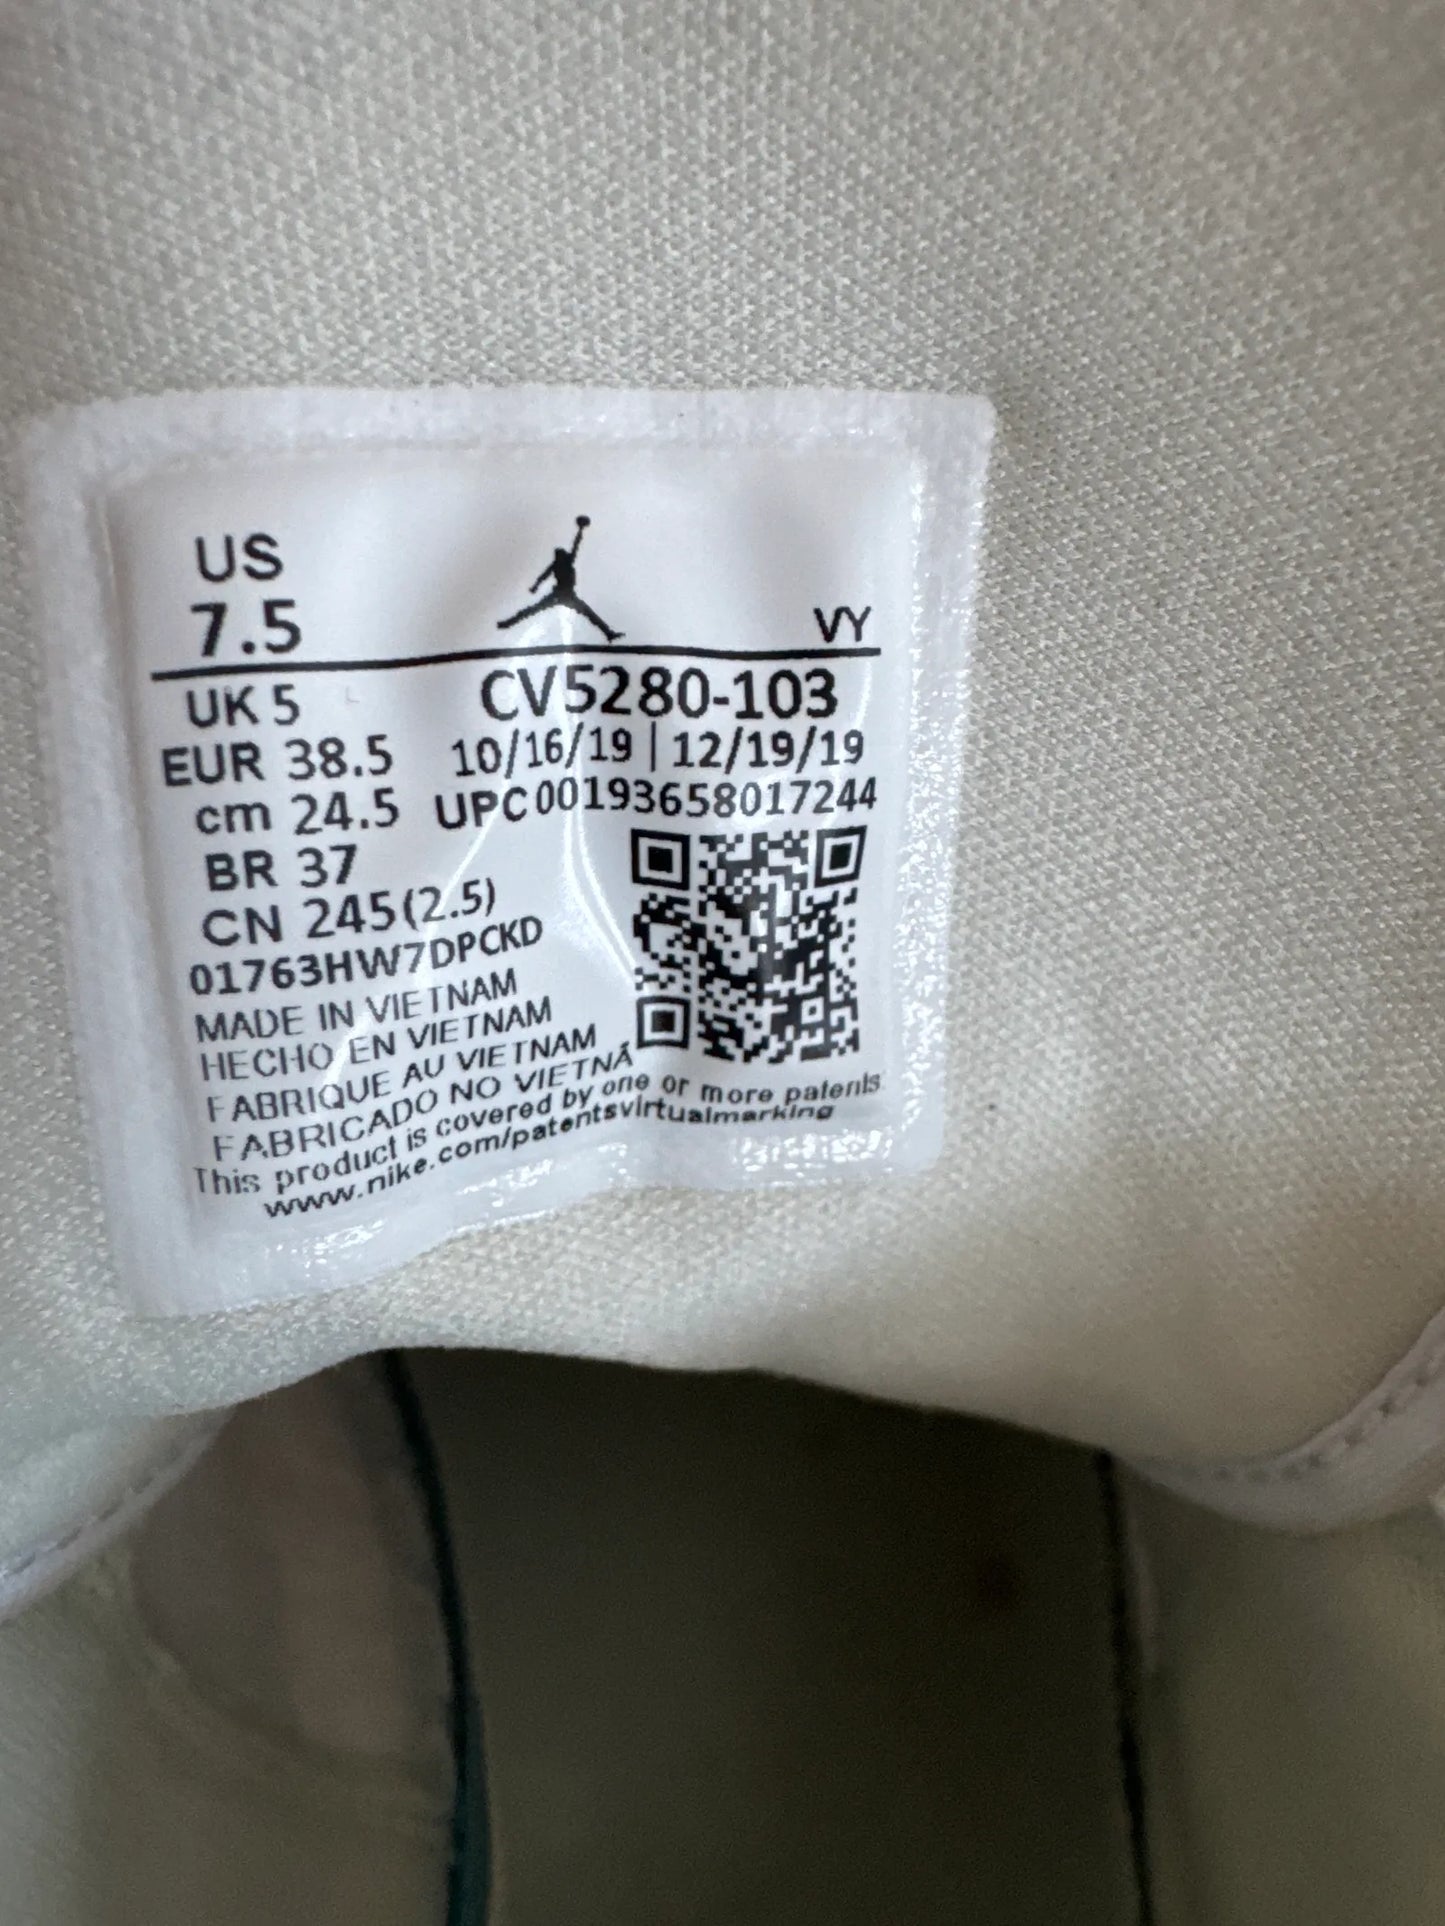 US
7.5
VY
UK 5
CV5280-103
EUR 38.5
10/16/19 | 12/19/19
cm 24.5
UPC00193658017244
BR 37
CN 245(2.5)
01763HW7DPCKD
MADE IN VIETNAM
HECHO EN VIETNAM
FABRIQUE AU VIETNAM
FABRICADO NO VIETNÃ
This product is covered by one or more patents
www.nike.com/patentsvirtualmarking